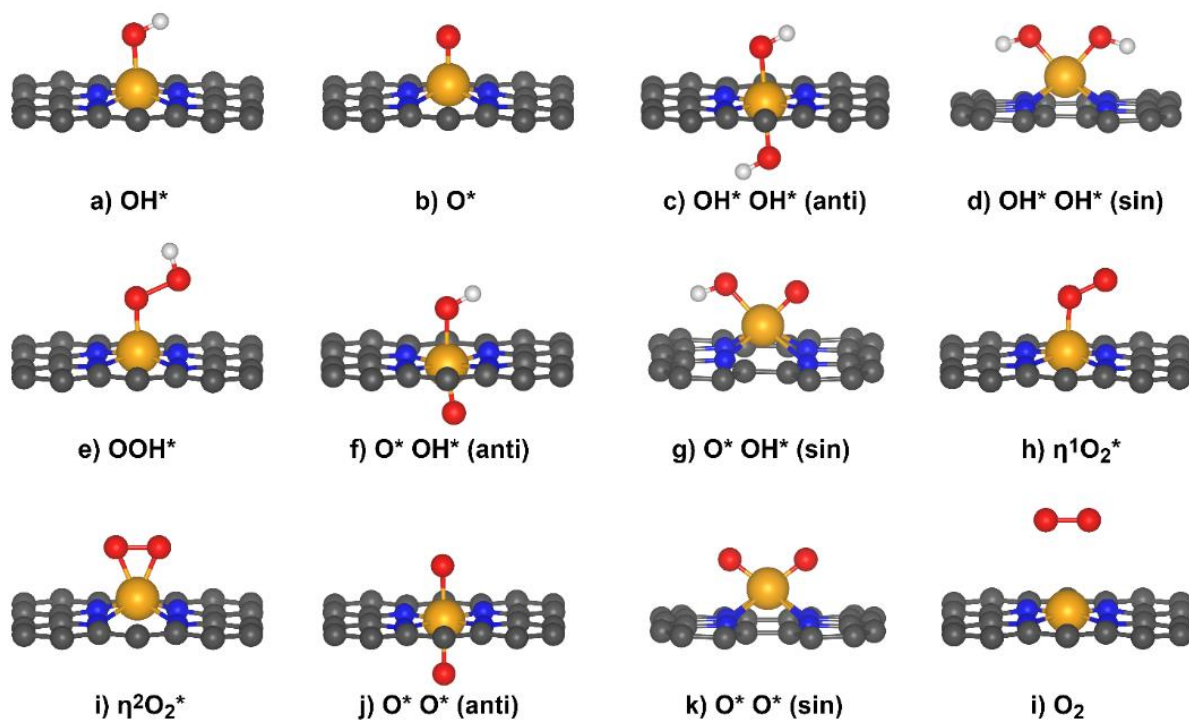 a) OH*
b) O*
c) OH* OH* (anti)
d) OH* OH* (sin)
e) OOH*
f) O* OH* (anti)
g) O* OH* (sin)
h) η¹O₂*
i) η²O₂*
j) O* O* (anti)
k) O* O* (sin)
i) O₂